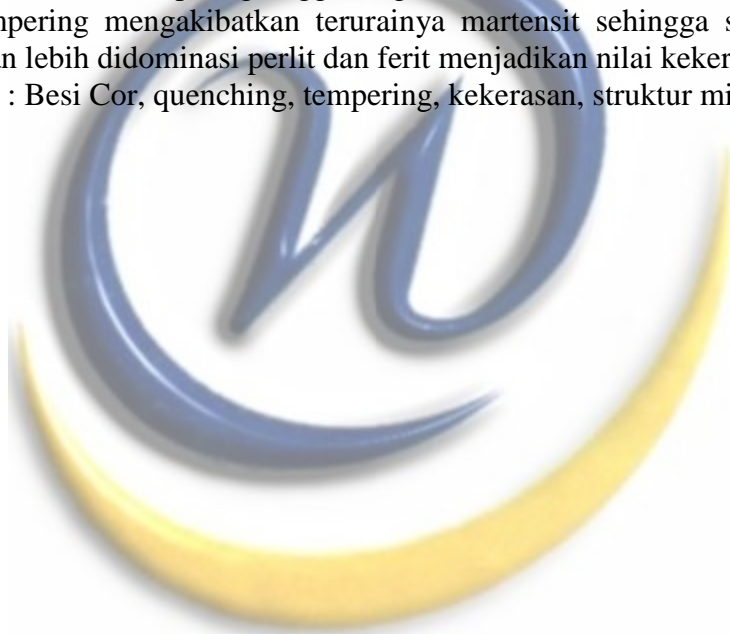 mpering mengakibatkan terurainya martensit sehingga s
n lebih didominasi perlit dan ferit menjadikan nilai keker
: Besi Cor, quenching, tempering, kekerasan, struktur mi